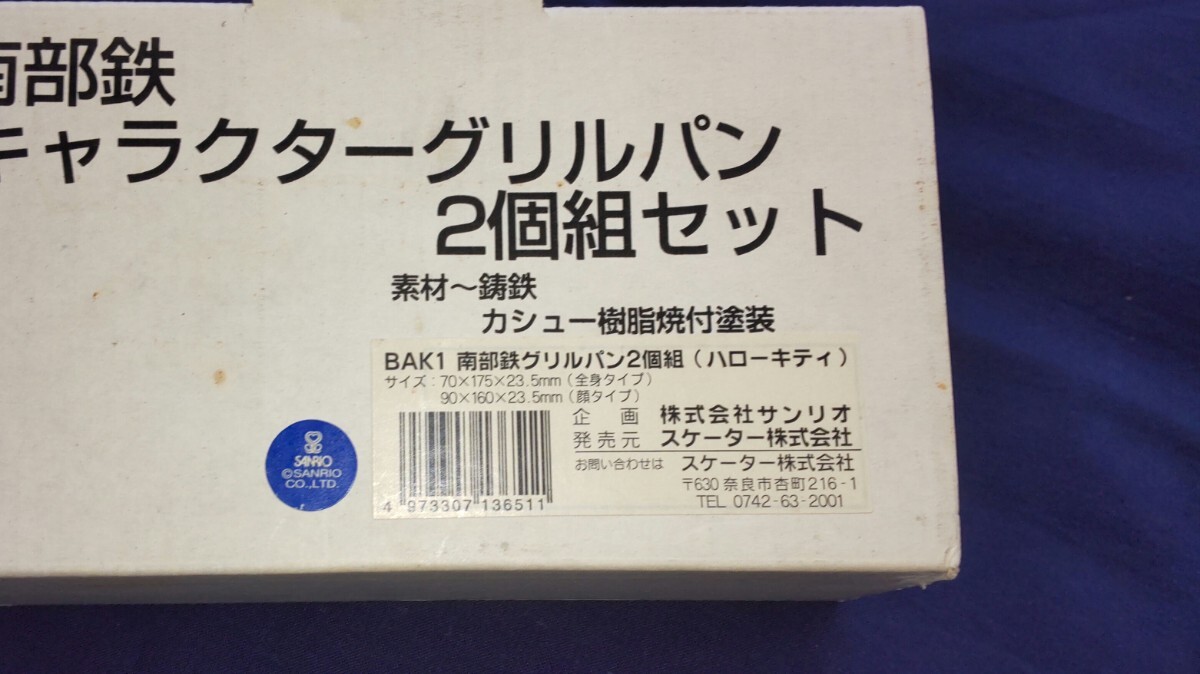 南部鉄
キャラクターグリルパン
2個組セット
素材～鋳鉄
カシュー樹脂焼付塗装
BAK1 南部鉄グリルパン2個組（ハローキティ）
サイズ：70×175×23.5mm（全身タイプ）
90×160×23.5mm（顔タイプ）
企　画　株式会社サンリオ
発売元　スケーター株式会社
お問い合わせは　スケーター株式会社
〒630 奈良市杏町216-1
TEL 0742-63-2001
4 973307 136511
SANRIO
©SANRIO
CO.,LTD.